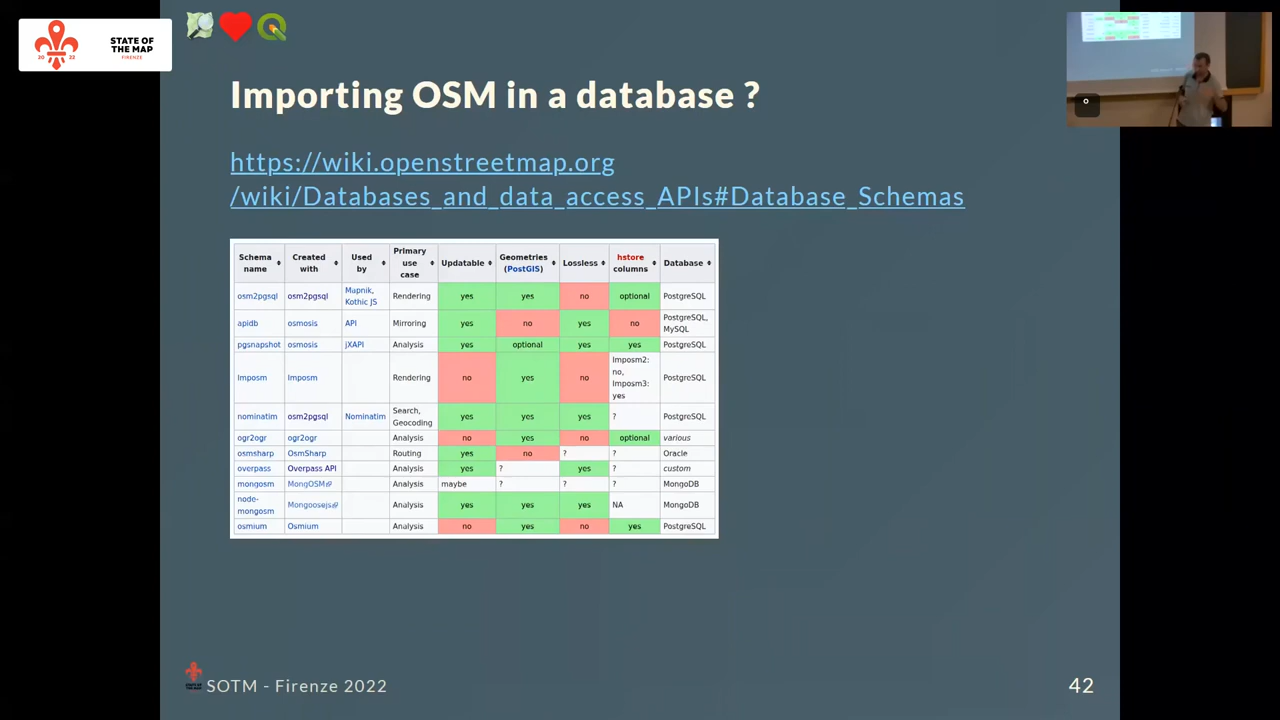 STATE OF
THE MAP
20 22
FIRENZE
Importing OSM in a database ?
https://wiki.openstreetmap.org
/wiki/Databases_and_data_access_APIs#Database_Schemas
Schema name Created with Used by Primary use case Updatable Geometries (PostGIS) Lossless hstore columns Database
osm2pgsql osm2pgsql Mapnik, Kothic JS Rendering yes yes no optional PostgreSQL
apidb osmosis API Mirroring yes no yes no PostgreSQL, MySQL
pgsnapshot osmosis jXAPI Analysis yes optional yes yes PostgreSQL
Imposm Imposm Rendering no yes no Imposm2: no, Imposm3: yes PostgreSQL
nominatim osm2pgsql Nominatim Search, Geocoding yes yes yes ? PostgreSQL
ogr2ogr ogr2ogr Analysis no yes no optional various
osmsharp OsmSharp Routing yes no ? ? Oracle
overpass Overpass API Analysis yes ? yes ? custom
mongosm MongOSM Analysis maybe ? ? ? MongoDB
node-mongosm Mongoosejs Analysis yes yes yes NA MongoDB
osmium Osmium Analysis no yes no yes PostgreSQL
SOTM - Firenze 2022
42